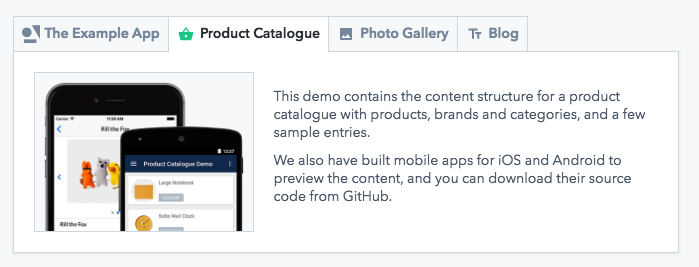 The Example App
Product Catalogue
Photo Gallery
Blog
This demo contains the content structure for a product
catalogue with products, brands and categories, and a few
sample entries.
We also have built mobile apps for iOS and Android to
preview the content, and you can download their source
code from GitHub.
Carrier
11:00 AM
Rill the Fox
Rill the Fox
12:27
Product Catalogue Demo
Large Notebook
SoSo Wall Clock